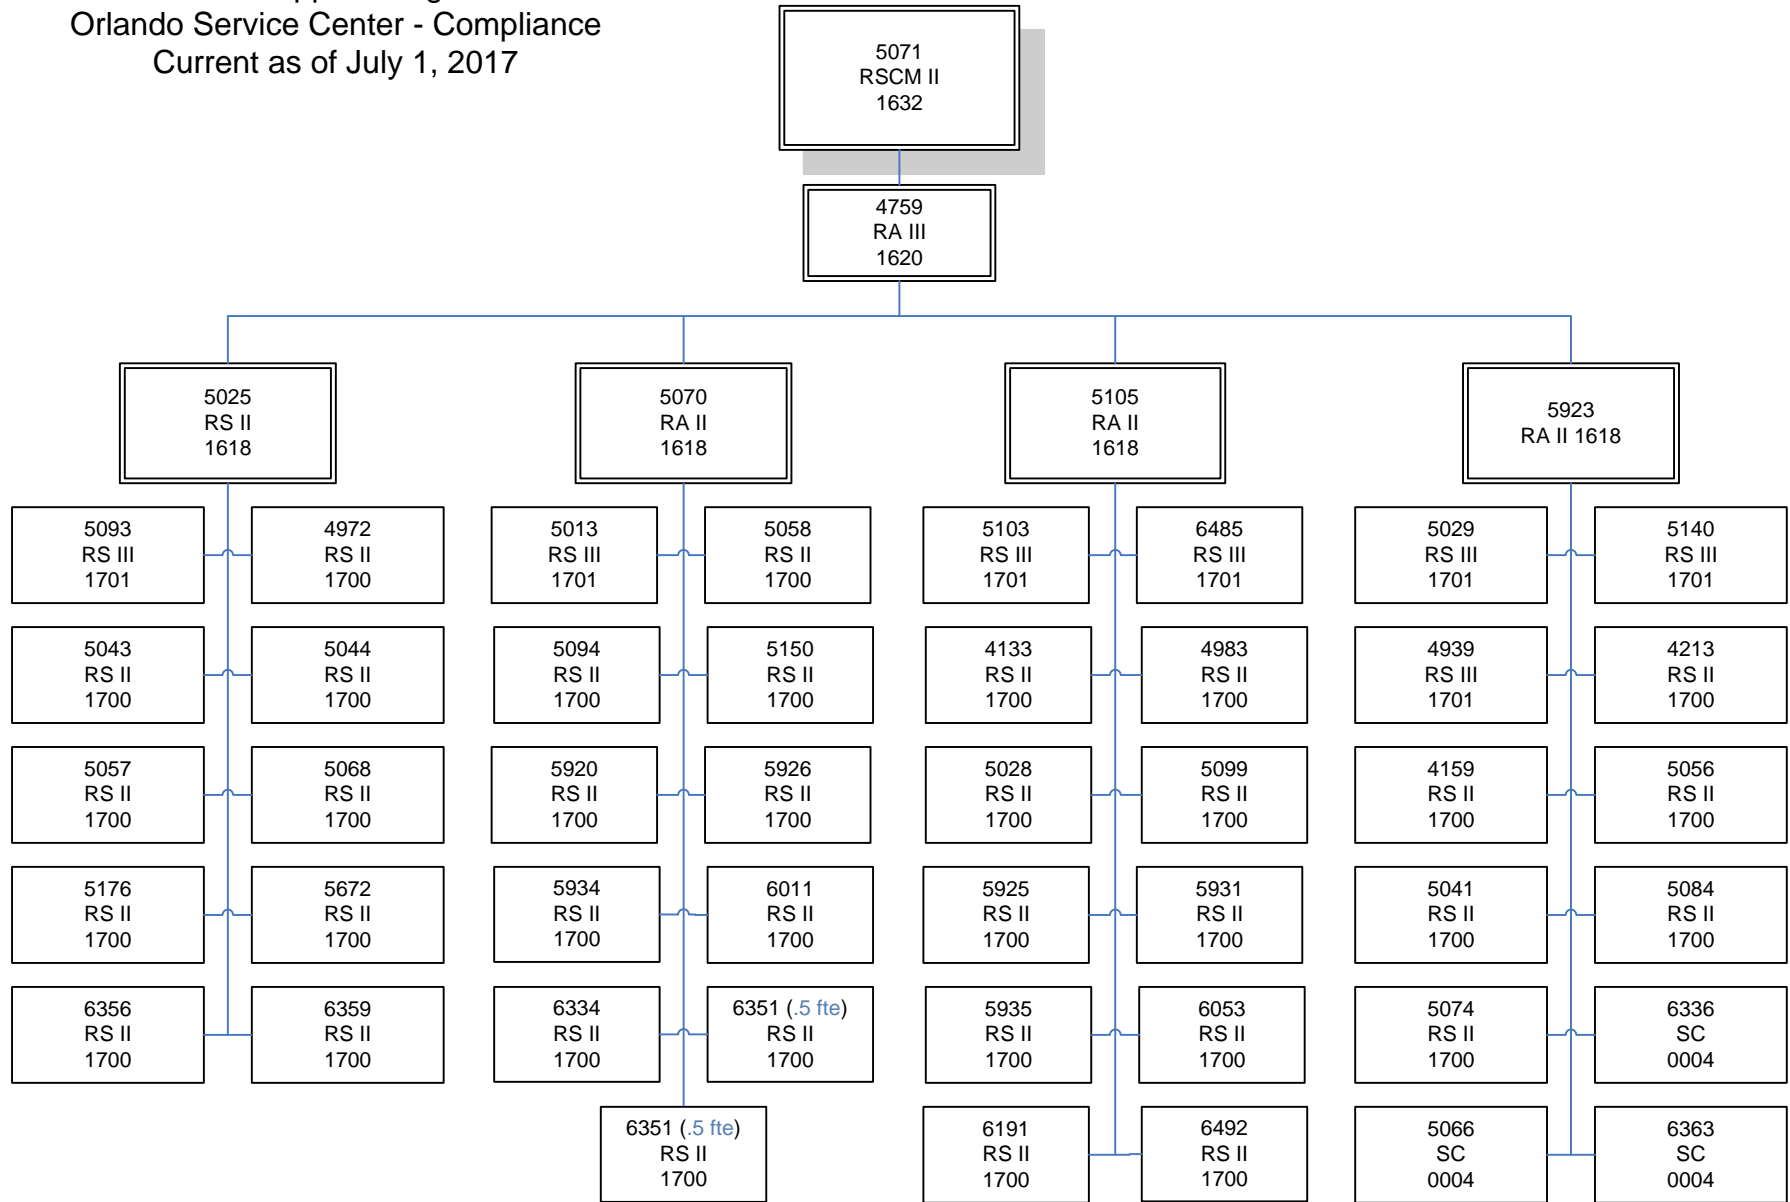 Orlando Service Center - Compliance
Current as of July 1, 2017
5071
RSCM II
1632
4759
RA III
1620
5025
RS II
1618
5070
RA II
1618
5105
RA II
1618
5923
RA II 1618
5093
RS III
1701
4972
RS II
1700
5013
RS III
1701
5058
RS II
1700
5103
RS III
1701
6485
RS III
1701
5029
RS III
1701
5140
RS III
1701
5043
RS II
1700
5044
RS II
1700
5094
RS II
1700
5150
RS II
1700
4133
RS II
1700
4983
RS II
1700
4939
RS III
1701
4213
RS II
1700
5057
RS II
1700
5068
RS II
1700
5920
RS II
1700
5926
RS II
1700
5028
RS II
1700
5099
RS II
1700
4159
RS II
1700
5056
RS II
1700
5176
RS II
1700
5672
RS II
1700
5934
RS II
1700
6011
RS II
1700
5925
RS II
1700
5931
RS II
1700
5041
RS II
1700
5084
RS II
1700
6356
RS II
1700
6359
RS II
1700
6334
RS II
1700
6351 (.5 fte)
RS II
1700
5935
RS II
1700
6053
RS II
1700
5074
RS II
1700
6336
SC
0004
6351 (.5 fte)
RS II
1700
6191
RS II
1700
6492
RS II
1700
5066
SC
0004
6363
SC
0004